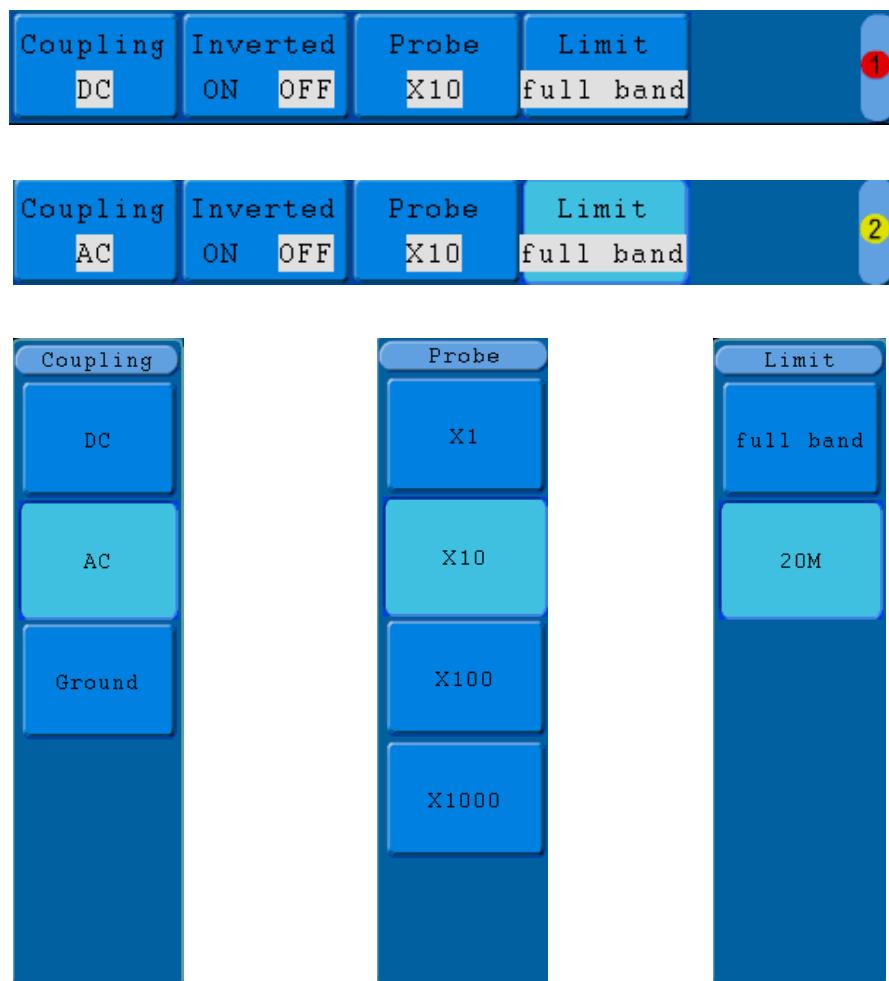 Coupling Inverted Probe Limit
DC ON OFF X10 full band
1
Coupling Inverted Probe Limit
AC ON OFF X10 full band
2
Coupling
DC
AC
Ground
Probe
X1
X10
X100
X1000
Limit
full band
20M